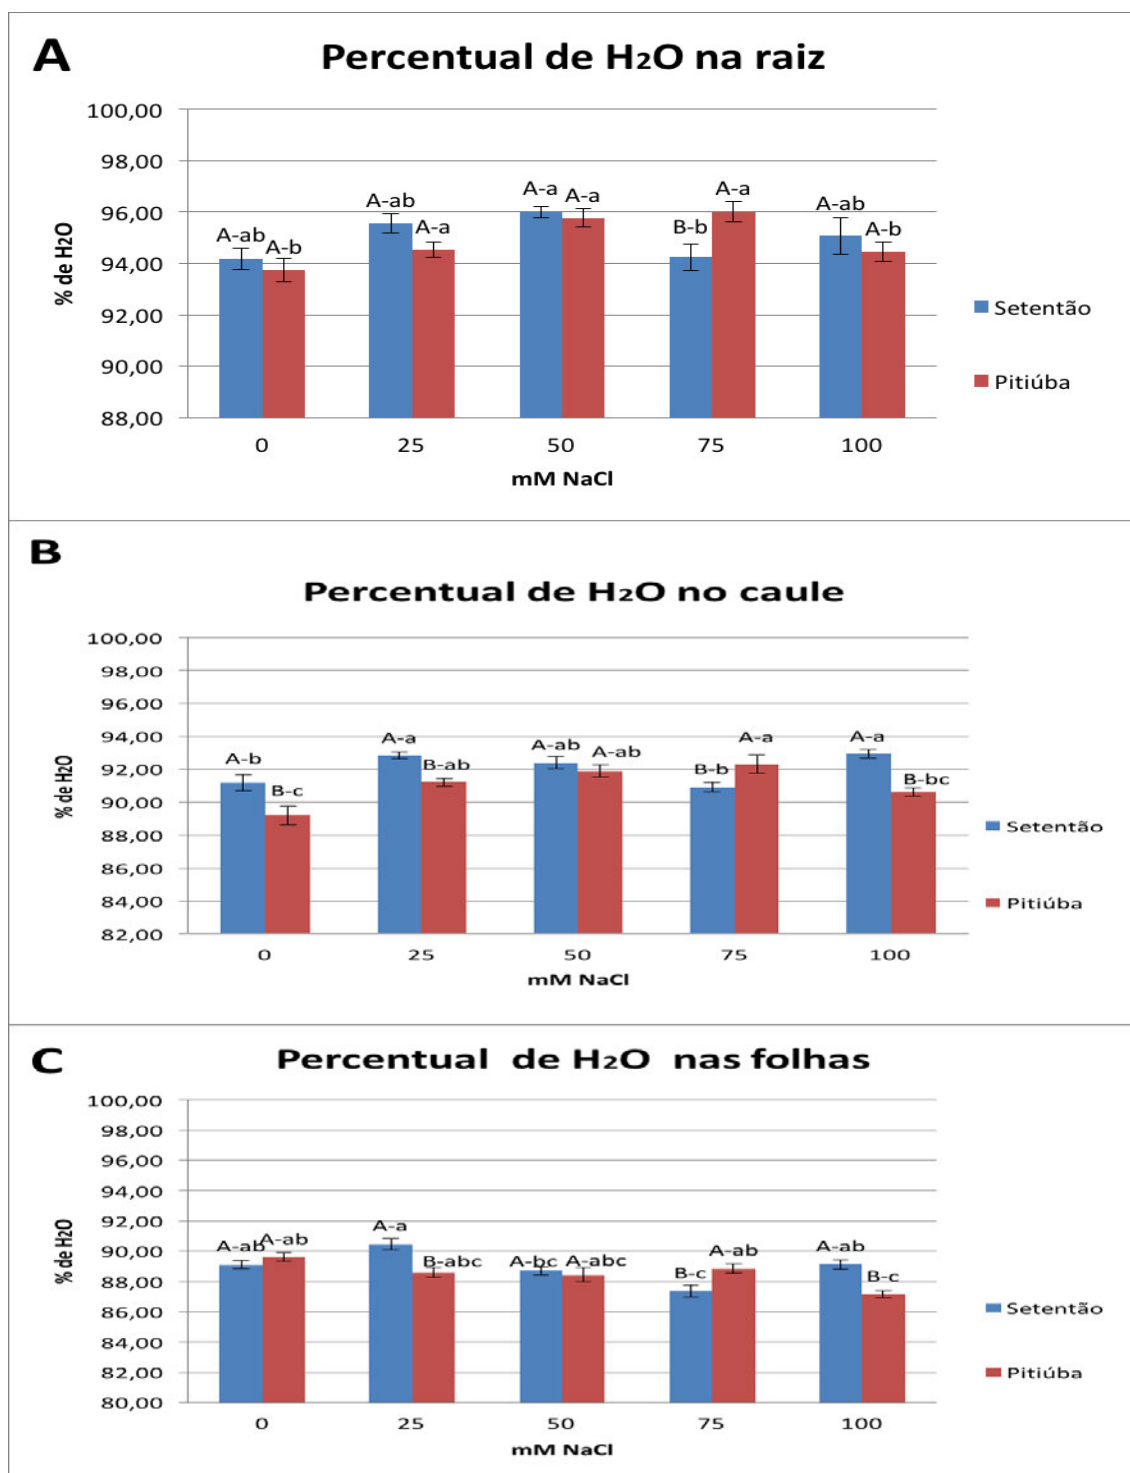 A
Percentual de H₂O na raiz
100,00
98,00
96,00
94,00
92,00
90,00
88,00
% de H2O
A-ab A-b
A-ab A-a
A-a A-a
B-b A-a
A-ab A-b
0 25 50 75 100
mM NaCl
Setentão
Pitiúba
B
Percentual de H₂O no caule
100,00
98,00
96,00
94,00
92,00
90,00
88,00
86,00
84,00
82,00
% de H2O
A-b B-c
A-a B-ab
A-ab A-ab
B-b A-a
A-a B-bc
0 25 50 75 100
mM NaCl
Setentão
Pitiúba
C
Percentual de H₂O nas folhas
100,00
98,00
96,00
94,00
92,00
90,00
88,00
86,00
84,00
82,00
80,00
% de H2O
A-ab A-ab
A-a B-abc
A-bc A-abc
B-c A-ab
A-ab B-c
0 25 50 75 100
mM NaCl
Setentão
Pitiúba